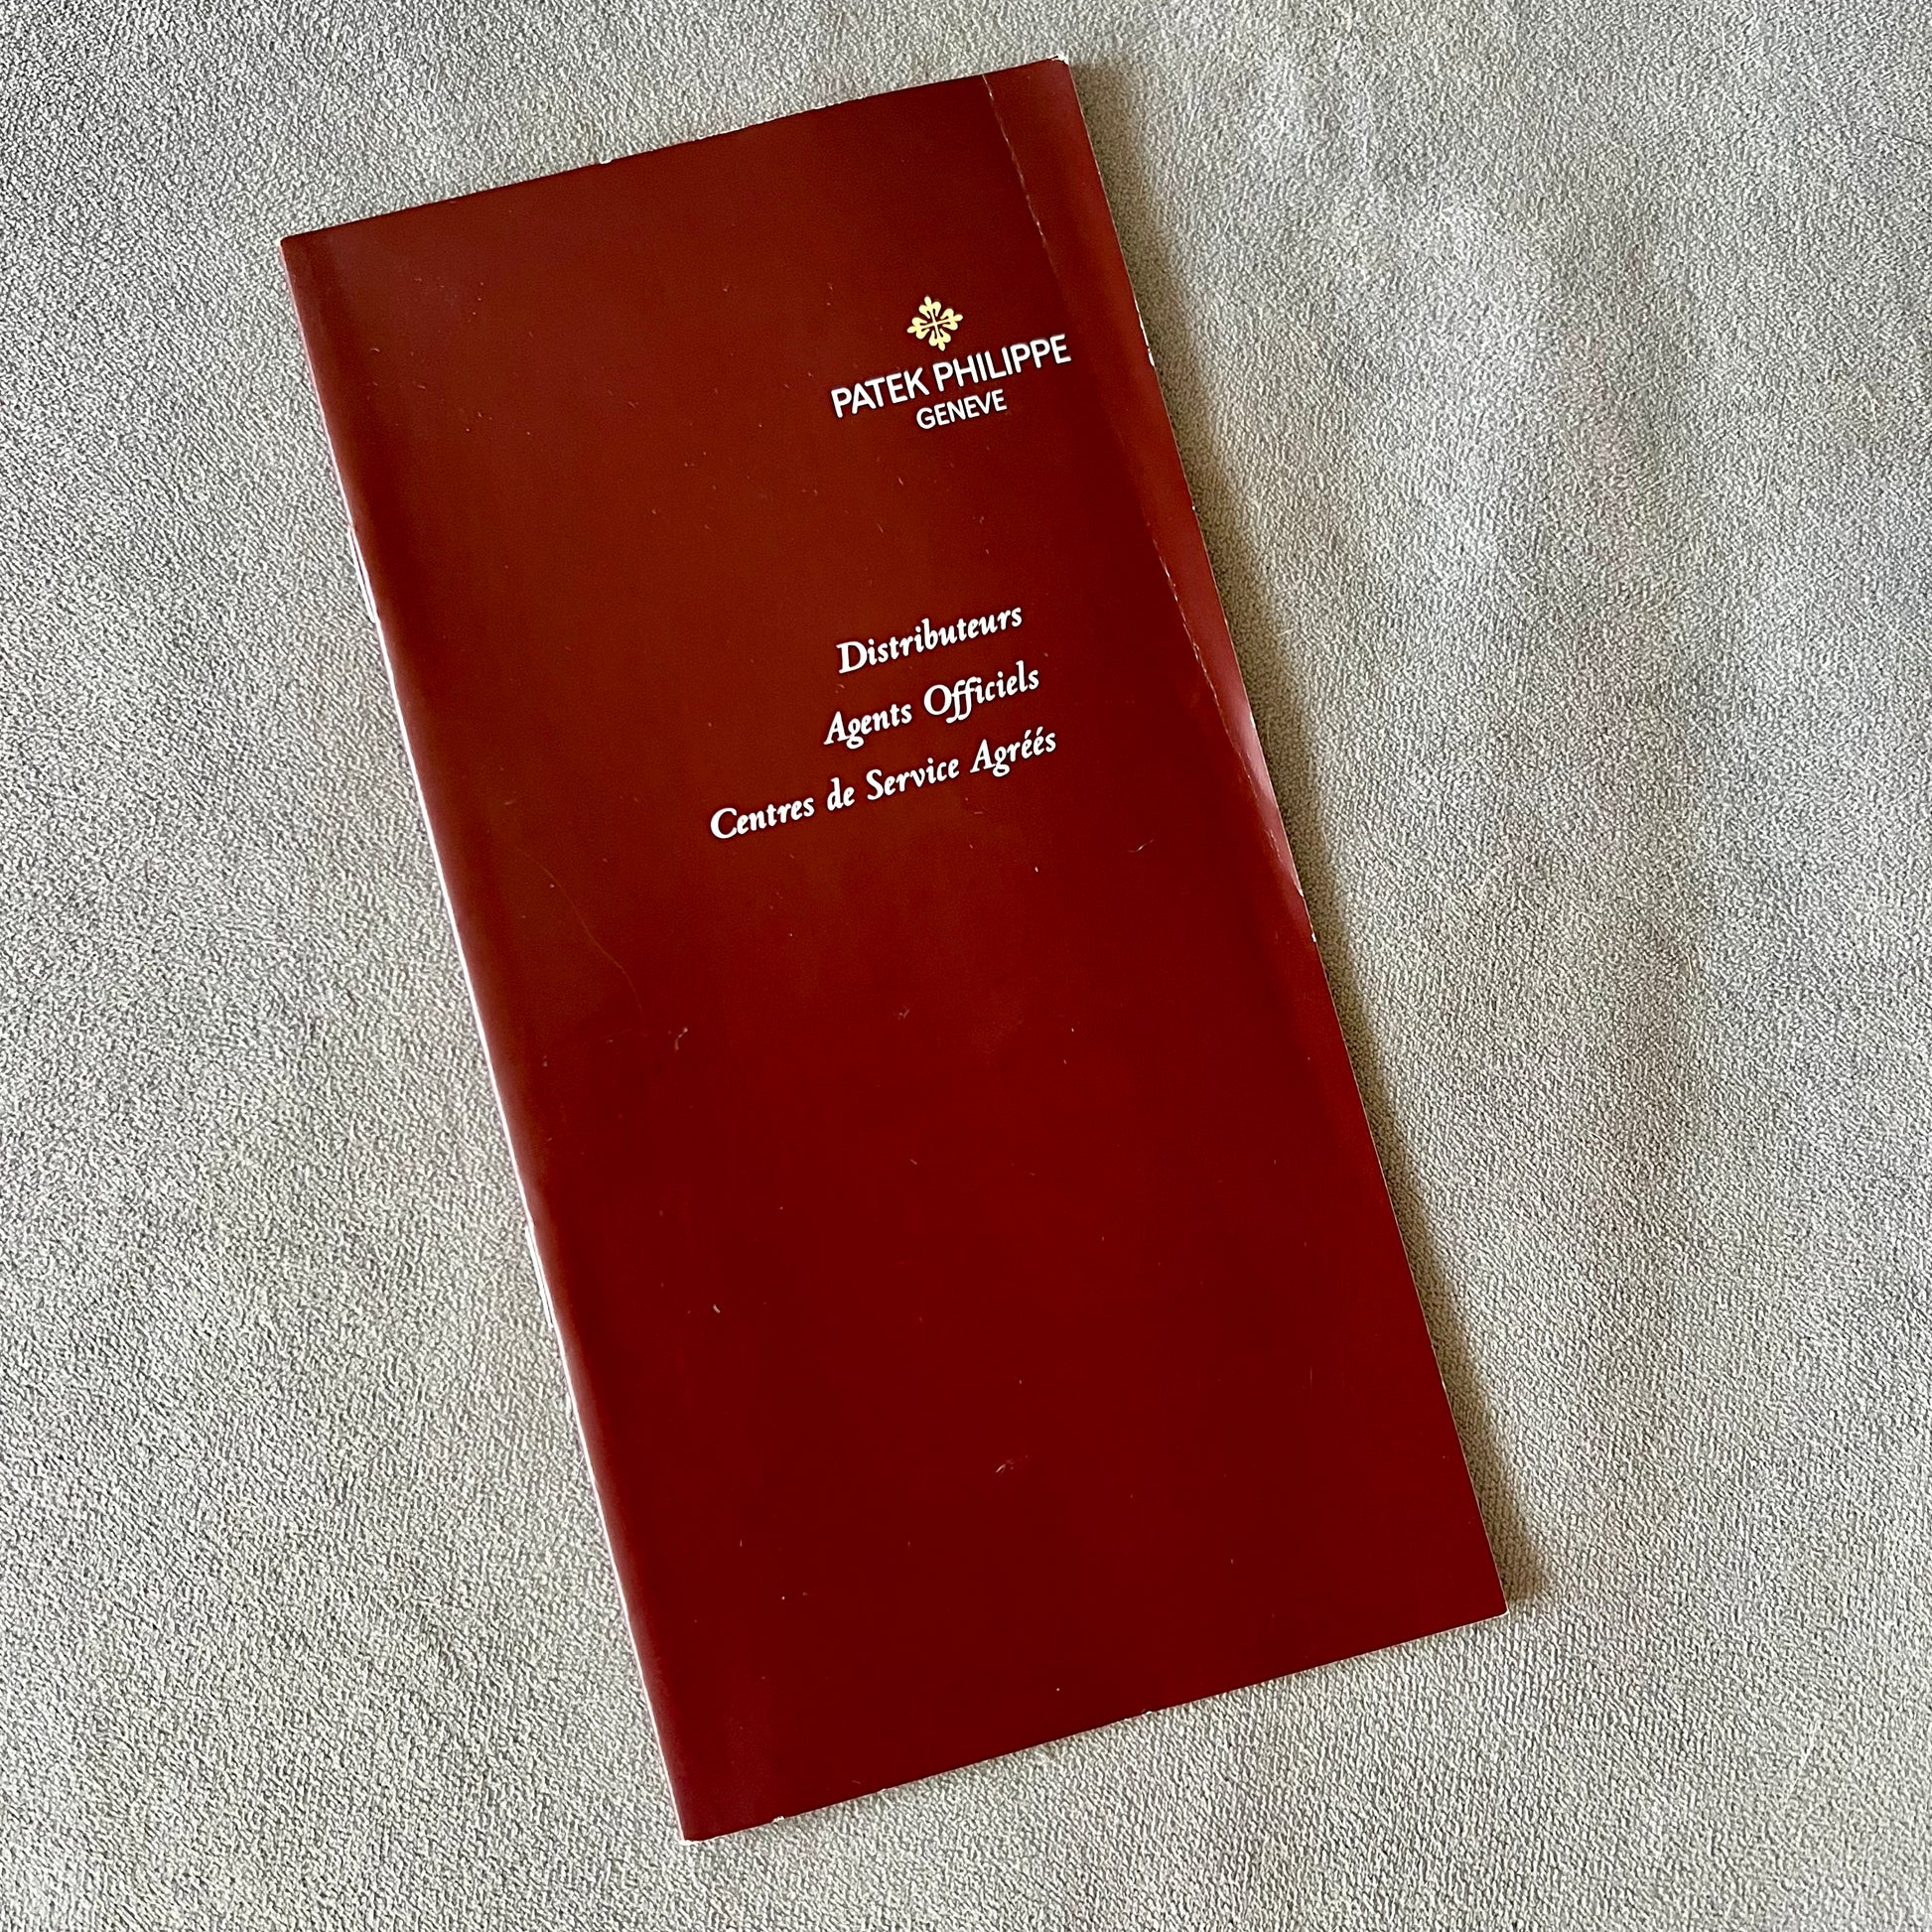 PATEK PHILIPPE
GENEVE
Distributeurs
Agents Officiels
Centres de Service Agréés